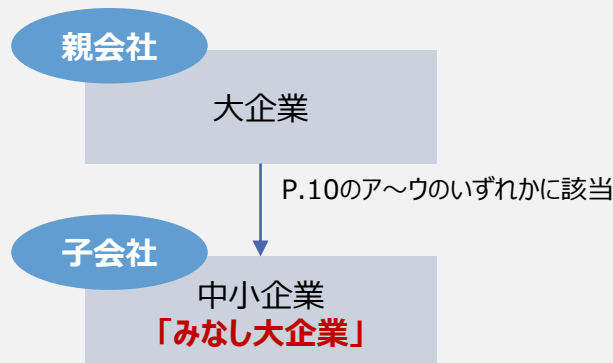 親会社
大企業
P.10のア～ウのいずれかに該当
子会社
中小企業
「みなし大企業」